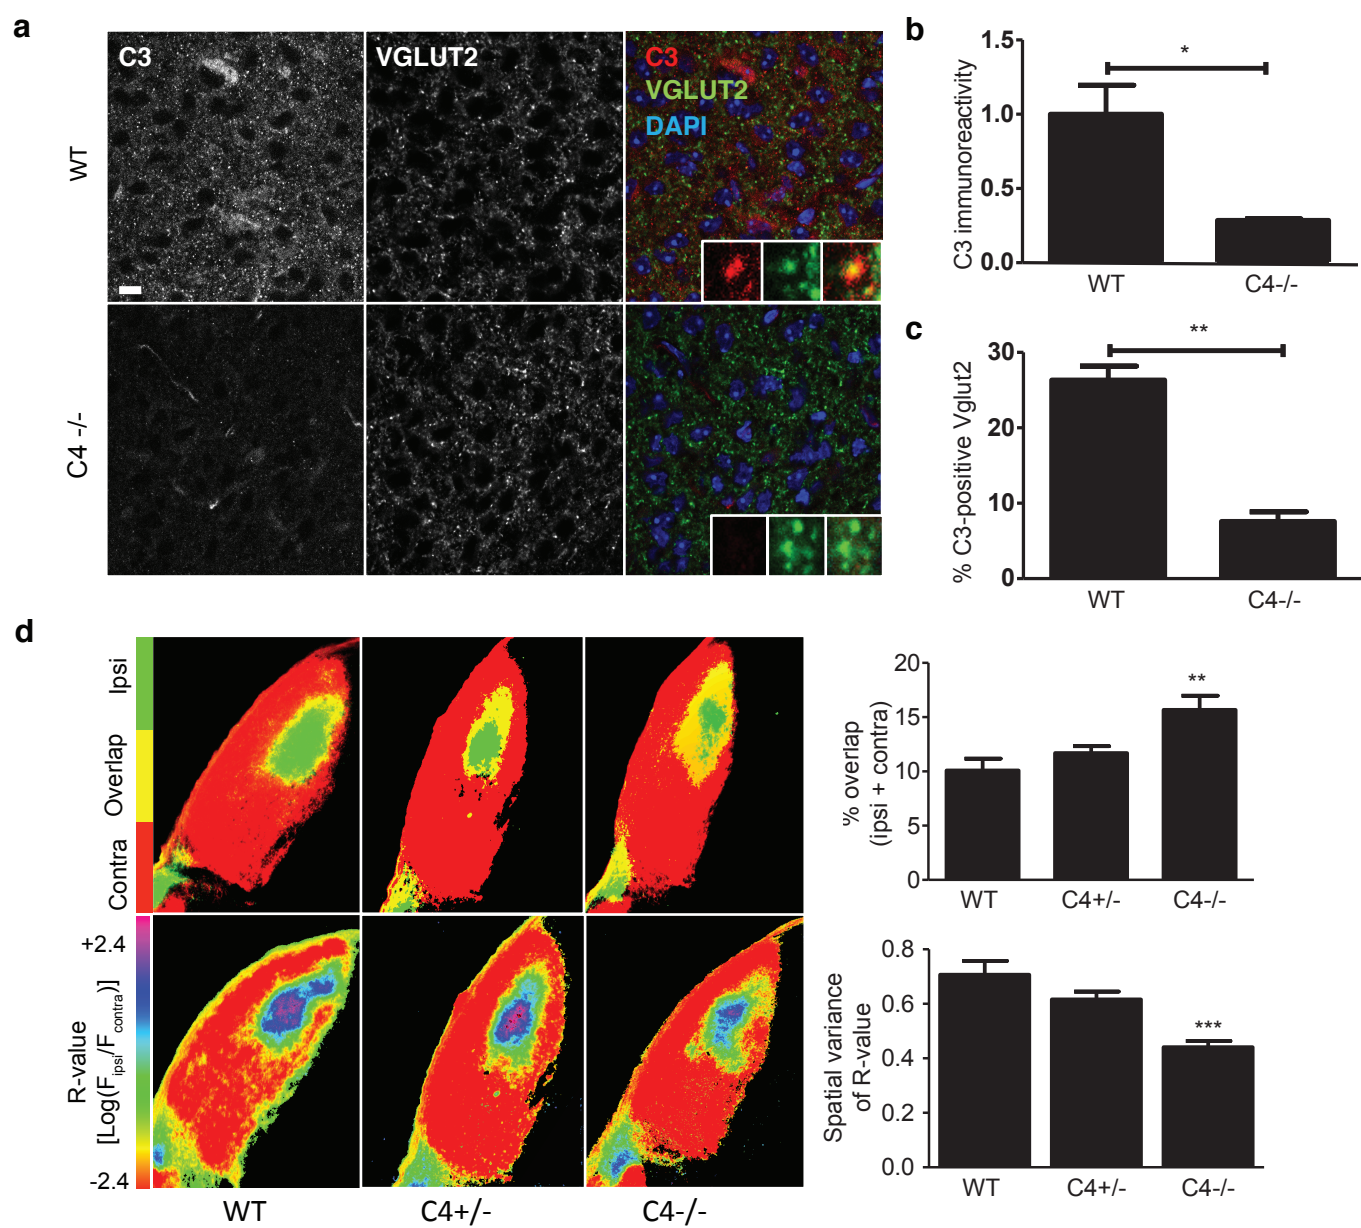 a
C3
VGLUT2
C3
VGLUT2
DAPI
WT
C4 -/-
b
C3 immunoreactivity
1.5
1.0
0.5
0.0
*
WT
C4-/-
c
% C3-positive Vglut2
30
20
10
0
**
WT
C4-/-
d
Ipsi
Overlap
Contra
+2.4
-2.4
R-value
[Log(Fipsi/Fcontra)]
WT
C4+/-
C4-/-
% overlap
(ipsi + contra)
20
15
10
5
0
**
WT
C4+/-
C4-/-
Spatial variance
of R-value
0.8
0.6
0.4
0.2
0.0
***
WT
C4+/-
C4-/-